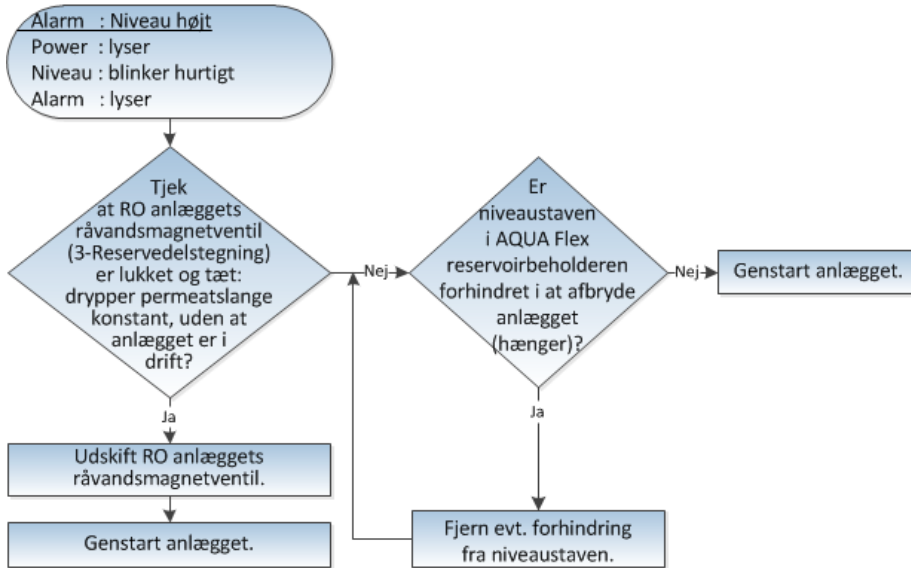 Alarm : Niveau højt
Power : lyser
Niveau : blinker hurtigt
Alarm : lyser
Tjek
at RO anlæggets
råvandsmagnetventil
(3-Reservedelstegning)
er lukket og tæt:
drypper permeatslange
konstant, uden at
anlægget er i
drift?
Nej
Er
niveaustaven
i AQUA Flex
reservoirbeholderen
forhindret i at afbryde
anlægget
(hænger)?
Nej
Genstart anlægget.
Ja
Udskift RO anlæggets
råvandsmagnetventil.
Genstart anlægget.
Ja
Fjern evt. forhindring
fra niveaustaven.